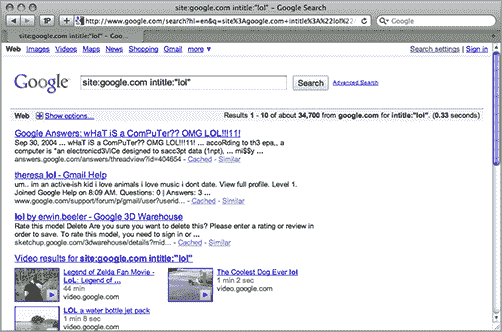 site:google.com intitle:"lol" - Google Search
http://www.google.com/search?hl=en&q=site%3Agoogle.com+intitle%3A%22lol%22
Google
site:google.com intitle:"lol" - Goo...
Web Images Videos Maps News Shopping Gmail more ▼
Search settings | Sign in
Google
site:google.com intitle:"lol"
Search
Advanced Search
Web Show options...
Results 1 - 10 of about 34,700 from google.com for intitle:"lol". (0.33 seconds)
Google Answers: wHaT iS a ComPuTer?? OMG LOL!!!11!
Sep 30, 2004 ... wHaT iS a ComPuTer?? OMG LOL!!!11! ... accoRding to th3 epa,, a
computer is "an electronicd3vICe designed to sacc3pt data (1npt), ... mi$$y ...
answers.google.com/answers/threadview?id=404654 - Cached - Similar
theresa lol - Gmail Help
um.. im an active-ish kid i love animals i love music i dont date. View full profile. Level 1.
Joined Google Help on 8:09 AM. Questions: 0 | Answers: ...
www.google.com/support/forum/p/gmail/user?userid... - Cached - Similar
lol by erwin.beeler - Google 3D Warehouse
Rate this model Delete Are you sure you want to delete this? Please enter a rating or review in
order to save. To rate this model, you need to sign in or ...
sketchup.google.com/3dwarehouse/details?mid... - Cached - Similar
Video results for site:google.com intitle:"lol"
Legend of Zelda Fan Movie -
LoL: Legend of ...
44 min
video.google.com
The Coolest Dog Ever lol
1 min 2 sec
video.google.com
LOL a water bottle jet pack
1 min 8 sec
video.google.com